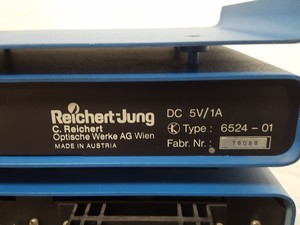 Reichert-Jung
C. Reichert
Optische Werke AG Wien
MADE IN AUSTRIA
DC 5V/1A
Type: 6524-01
Fabr. Nr.: